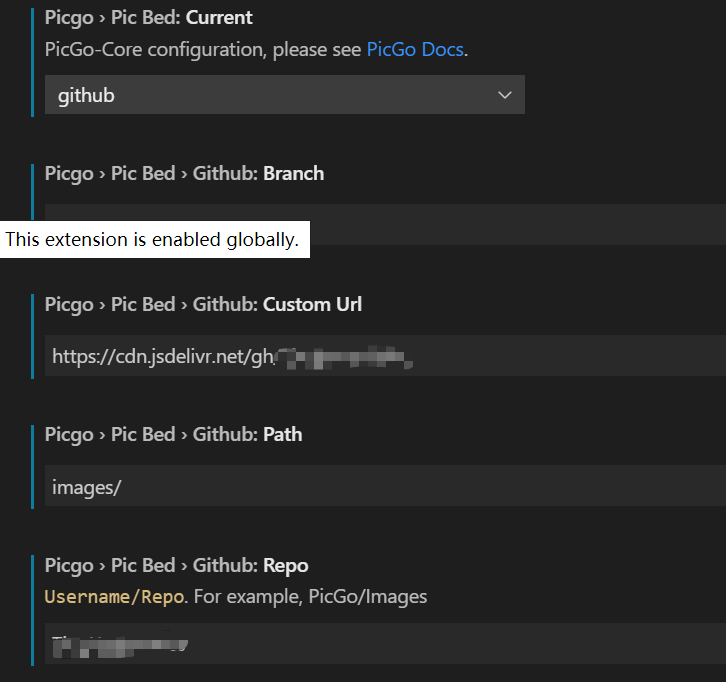 Picgo › Pic Bed: Current
PicGo-Core configuration, please see PicGo Docs.
github
Picgo › Pic Bed › Github: Branch
This extension is enabled globally.
Picgo › Pic Bed › Github: Custom Url
https://cdn.jsdelivr.net/gh
Picgo › Pic Bed › Github: Path
images/
Picgo › Pic Bed › Github: Repo
Username/Repo. For example, PicGo/Images